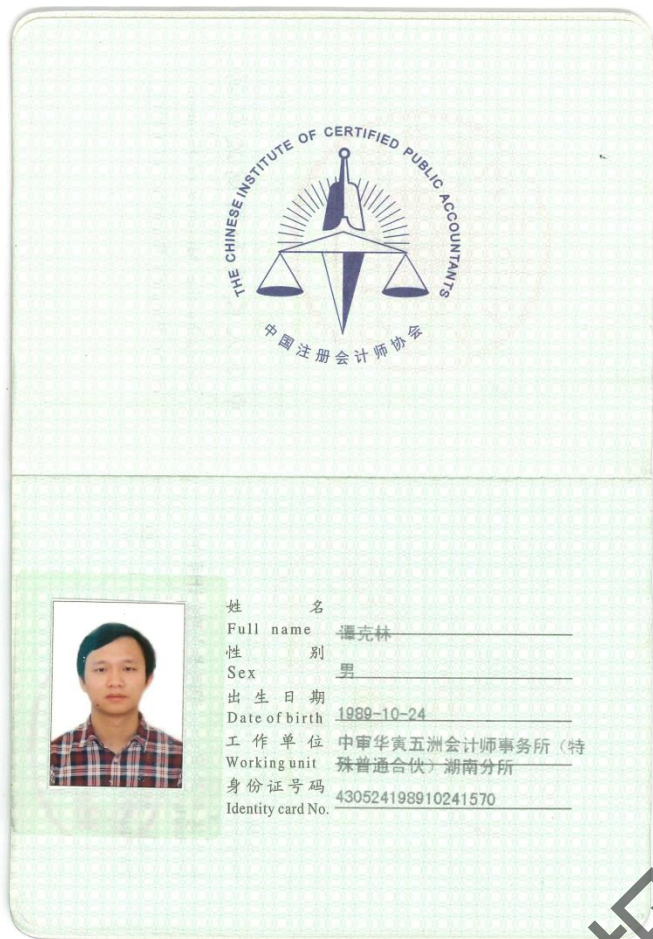 THE CHINESE INSTITUTE OF CERTIFIED PUBLIC ACCOUNTANTS
中国注册会计师协会
姓 名
Full name 谭克林
性 别
Sex 男
出 生 日 期
Date of birth 1989-10-24
工 作 单 位 中审华寅五洲会计师事务所（特
Working unit 殊普通合伙）湖南分所
身份证号码
Identity card No. 430524198910241570